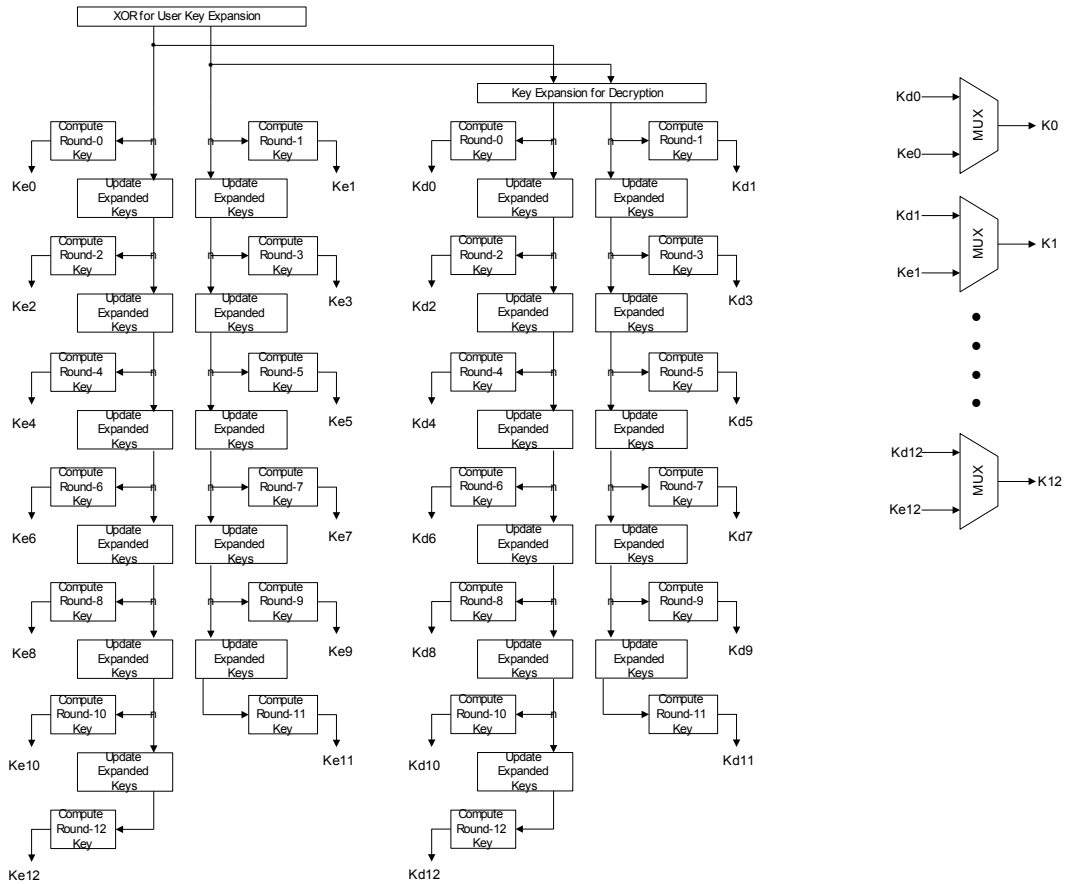 XOR for User Key Expansion
Key Expansion for Decryption
Compute
Round-0
Key
n
Ke0
n
Compute
Round-1
Key
Ke1
Update
Expanded
Keys
Update
Expanded
Keys
Compute
Round-2
Key
n
Ke2
n
Compute
Round-3
Key
Ke3
Update
Expanded
Keys
Update
Expanded
Keys
Compute
Round-4
Key
n
Ke4
n
Compute
Round-5
Key
Ke5
Update
Expanded
Keys
Update
Expanded
Keys
Compute
Round-6
Key
n
Ke6
n
Compute
Round-7
Key
Ke7
Update
Expanded
Keys
Update
Expanded
Keys
Compute
Round-8
Key
n
Ke8
n
Compute
Round-9
Key
Ke9
Update
Expanded
Keys
Update
Expanded
Keys
Compute
Round-10
Key
n
Ke10
Compute
Round-11
Key
Ke11
Update
Expanded
Keys
Compute
Round-12
Key
Ke12
Compute
Round-0
Key
n
Kd0
n
Compute
Round-1
Key
Kd1
Update
Expanded
Keys
Update
Expanded
Keys
Compute
Round-2
Key
n
Kd2
n
Compute
Round-3
Key
Kd3
Update
Expanded
Keys
Update
Expanded
Keys
Compute
Round-4
Key
n
Kd4
n
Compute
Round-5
Key
Kd5
Update
Expanded
Keys
Update
Expanded
Keys
Compute
Round-6
Key
n
Kd6
n
Compute
Round-7
Key
Kd7
Update
Expanded
Keys
Update
Expanded
Keys
Compute
Round-8
Key
n
Kd8
n
Compute
Round-9
Key
Kd9
Update
Expanded
Keys
Update
Expanded
Keys
Compute
Round-10
Key
n
Kd10
Compute
Round-11
Key
Kd11
Update
Expanded
Keys
Compute
Round-12
Key
Kd12
Kd0
Ke0
MUX
K0
Kd1
Ke1
MUX
K1
Kd12
Ke12
MUX
K12